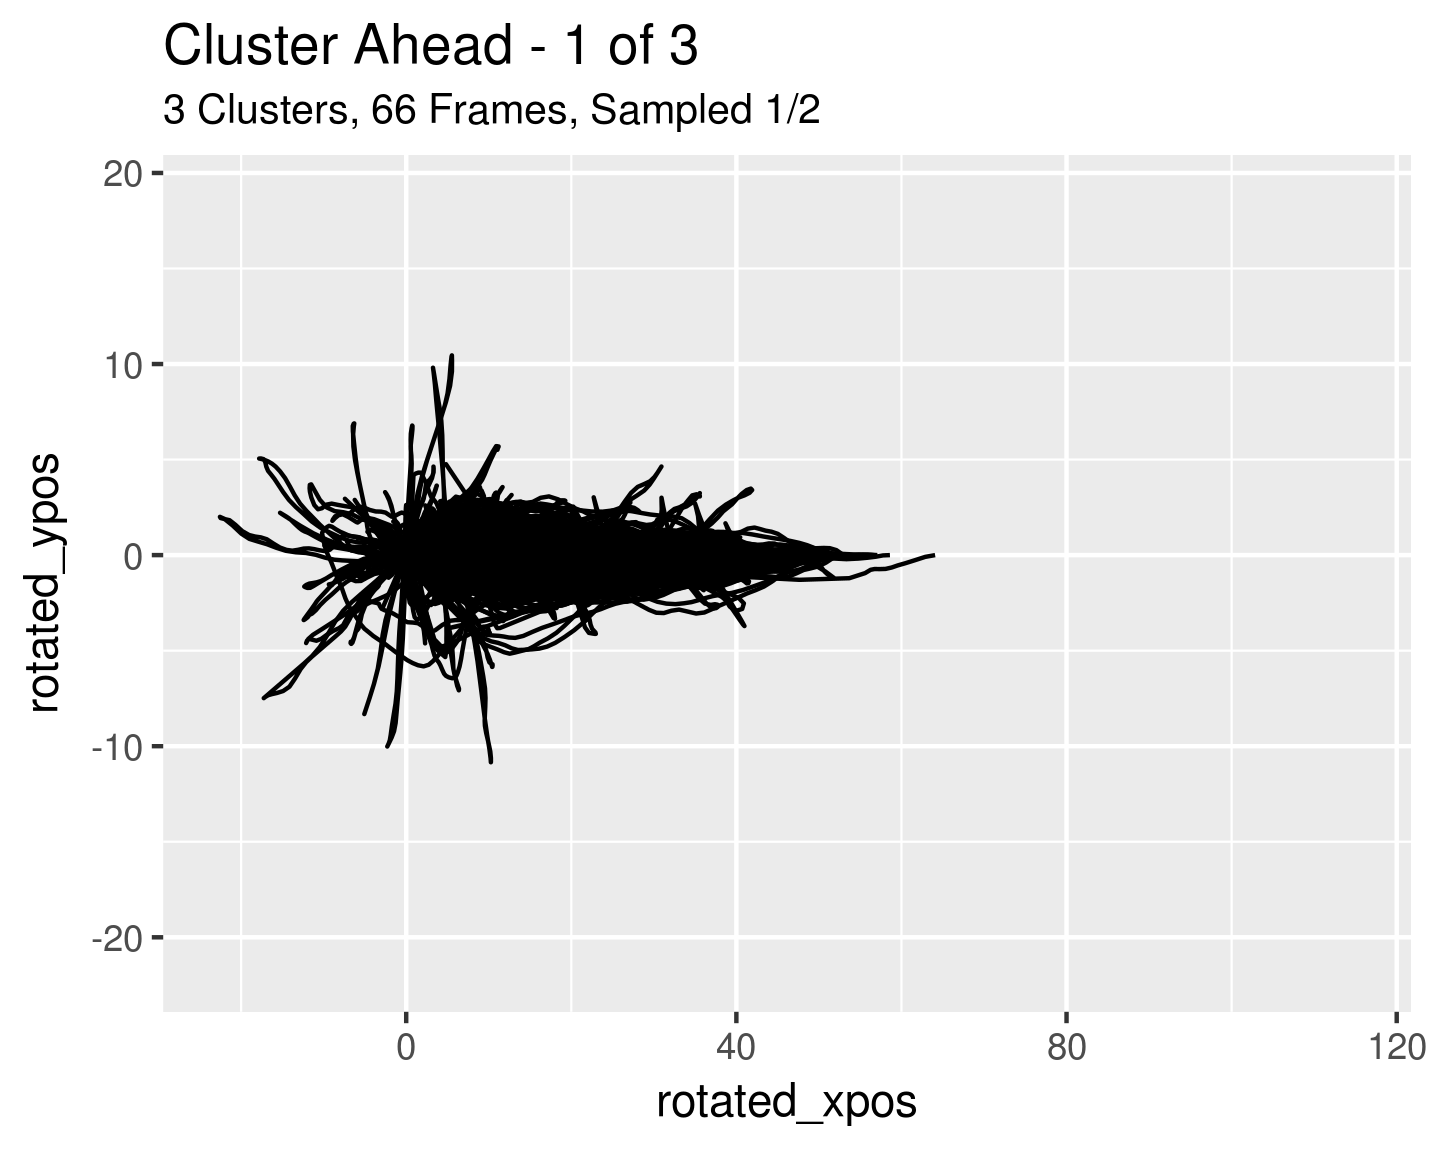 Cluster Ahead - 1 of 3
3 Clusters, 66 Frames, Sampled 1/2
20
10
0
-10
-20
rotated_ypos
0 40 80 120
rotated_xpos